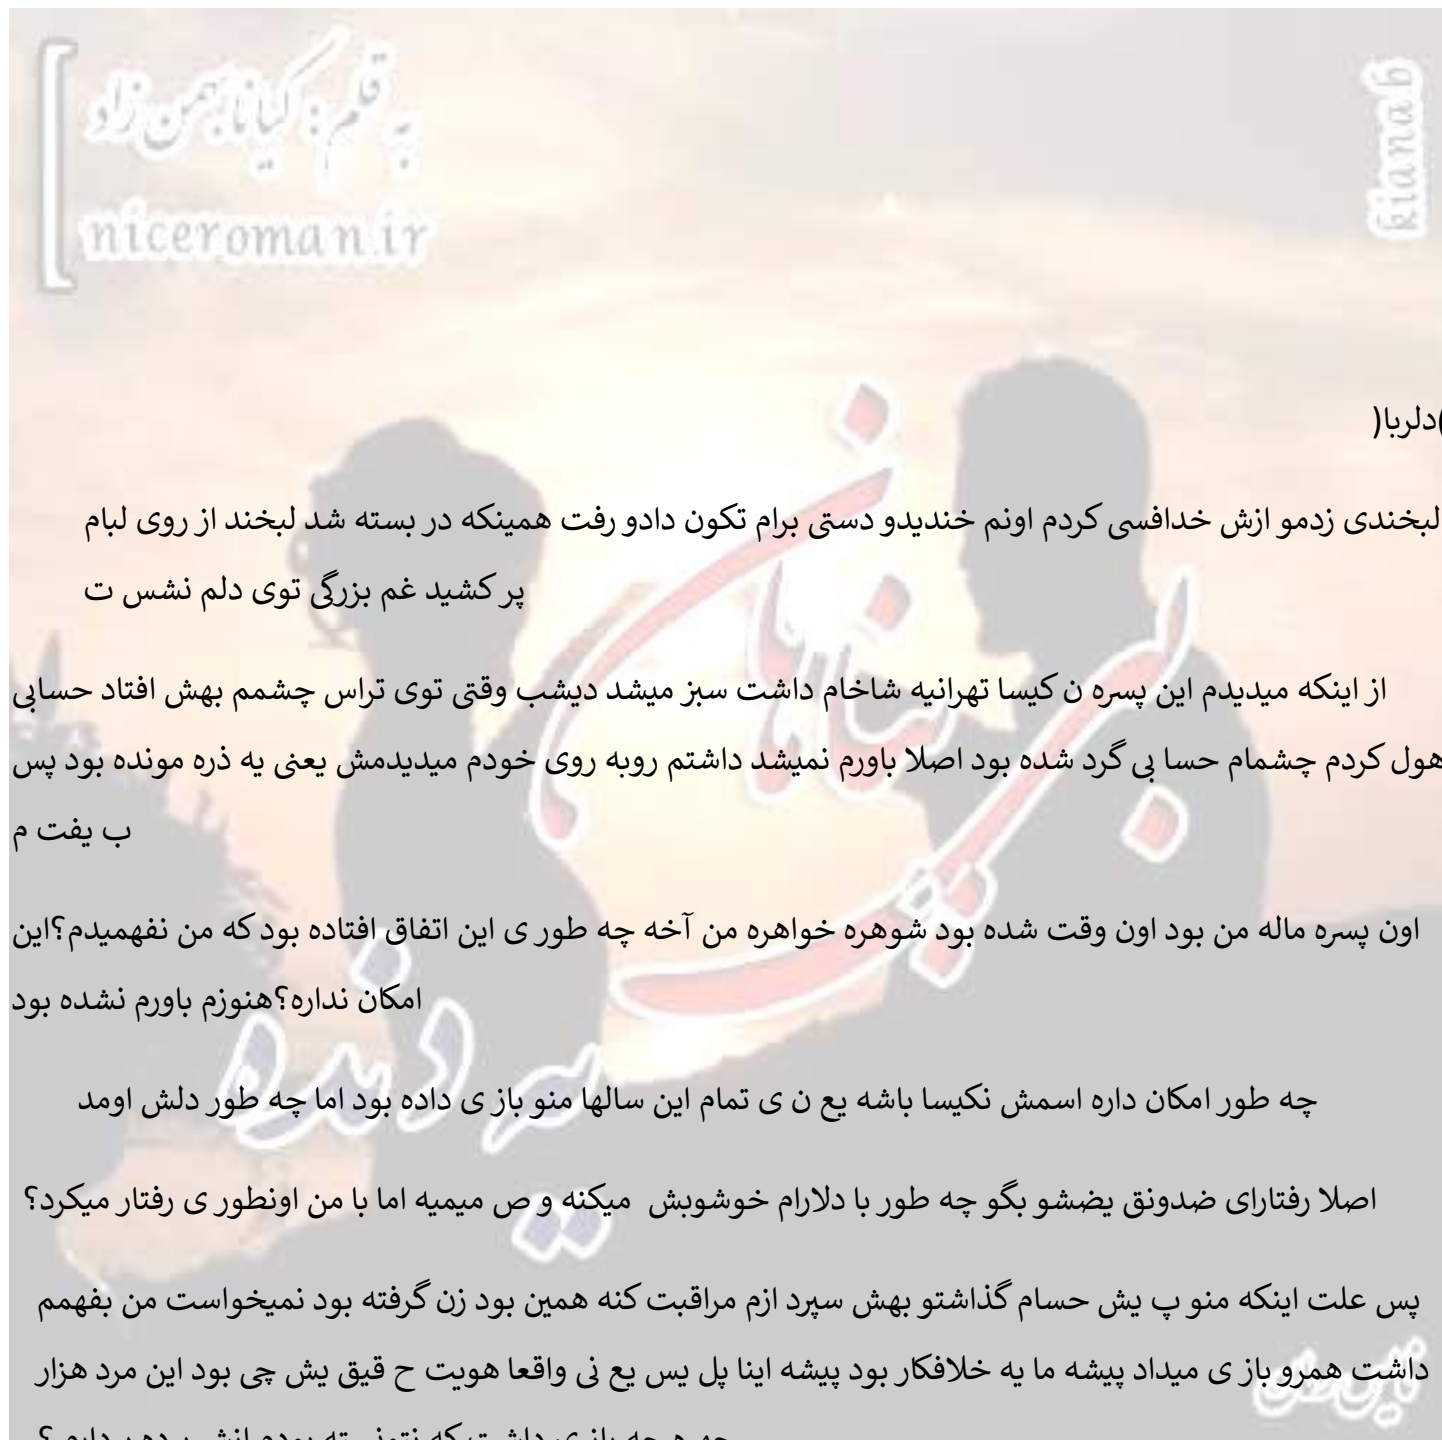 به قلم: کیانا بهمن زاد
niceroman.ir
kiana.b
)دلربا(
لبخندی زدمو ازش خدافسی کردم اونم خندیدو دستی برام تکون دادو رفت همینکه در بسته شد لبخند از روی لبام
پر کشید غم بزرگی توی دلم نشس ت
از اینکه میدیدم این پسره ن کیسا تهرانیه شاخام داشت سبز میشد دیشب وقتی توی تراس چشمم بهش افتاد حسابی
هول کردم چشمام حسا بی گرد شده بود اصلا باورم نمیشد داشتم روبه روی خودم میدیدمش یعنی یه ذره مونده بود پس
ب یفت م
اون پسره ماله من بود اون وقت شده بود شوهره خواهره من آخه چه طور ی این اتفاق افتاده بود که من نفهمیدم؟این
امکان نداره؟هنوزم باورم نشده بود
چه طور امکان داره اسمش نکیسا باشه یع ن ی تمام این سالها منو باز ی داده بود اما چه طور دلش اومد
اصلا رفتارای ضدونق یضشو بگو چه طور با دلارام خوشوبش میکنه و ص میمیه اما با من اونطور ی رفتار میکرد؟
پس علت اینکه منو پ یش حسام گذاشتو بهش سپرد ازم مراقبت کنه همین بود زن گرفته بود نمیخواست من بفهمم
داشت همرو باز ی میداد پیشه ما یه خلافکار بود پیشه اینا پل یس یع نی واقعا هویت ح قیق یش چی بود این مرد هزار
بی پناهان